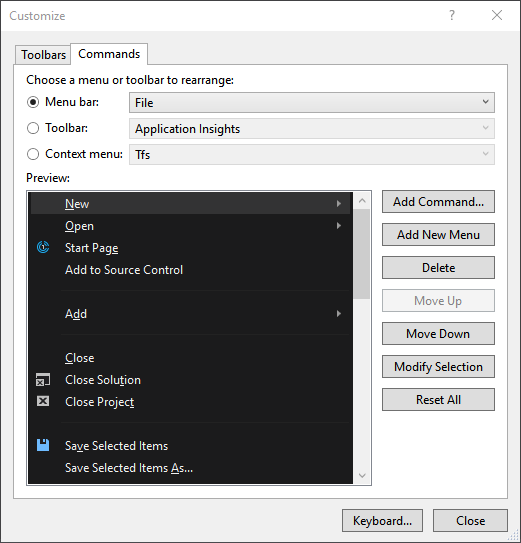 Customize
Toolbars Commands
Choose a menu or toolbar to rearrange:
Menu bar: File
Toolbar: Application Insights
Context menu: Tfs
Preview:
New
Open
Start Page
Add to Source Control
Add
Close
Close Solution
Close Project
Save Selected Items
Save Selected Items As...
Add Command...
Add New Menu
Delete
Move Up
Move Down
Modify Selection
Reset All
Keyboard... Close